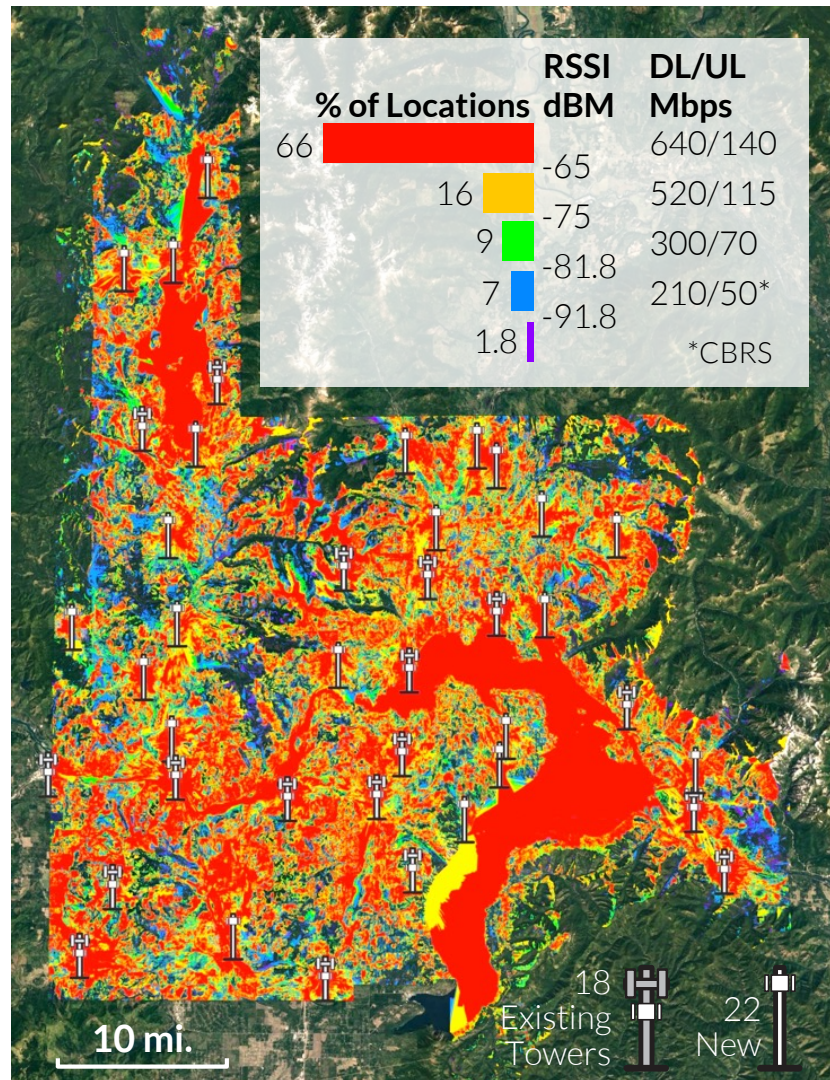 RSSI DL/UL
% of Locations dBM Mbps
66 640/140
-65
16 520/115
-75
9 300/70
-81.8
7 210/50*
-91.8
1.8 *CBRS
18
Existing
Towers
22
New
10 mi.